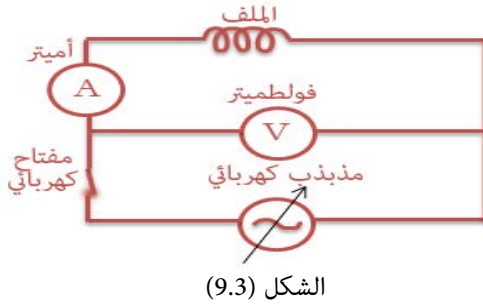 الملف
أميتر
A
فولطميتر
V
مفتاح
كهربائي
مذبذب كهربائي
الشكل (9.3)